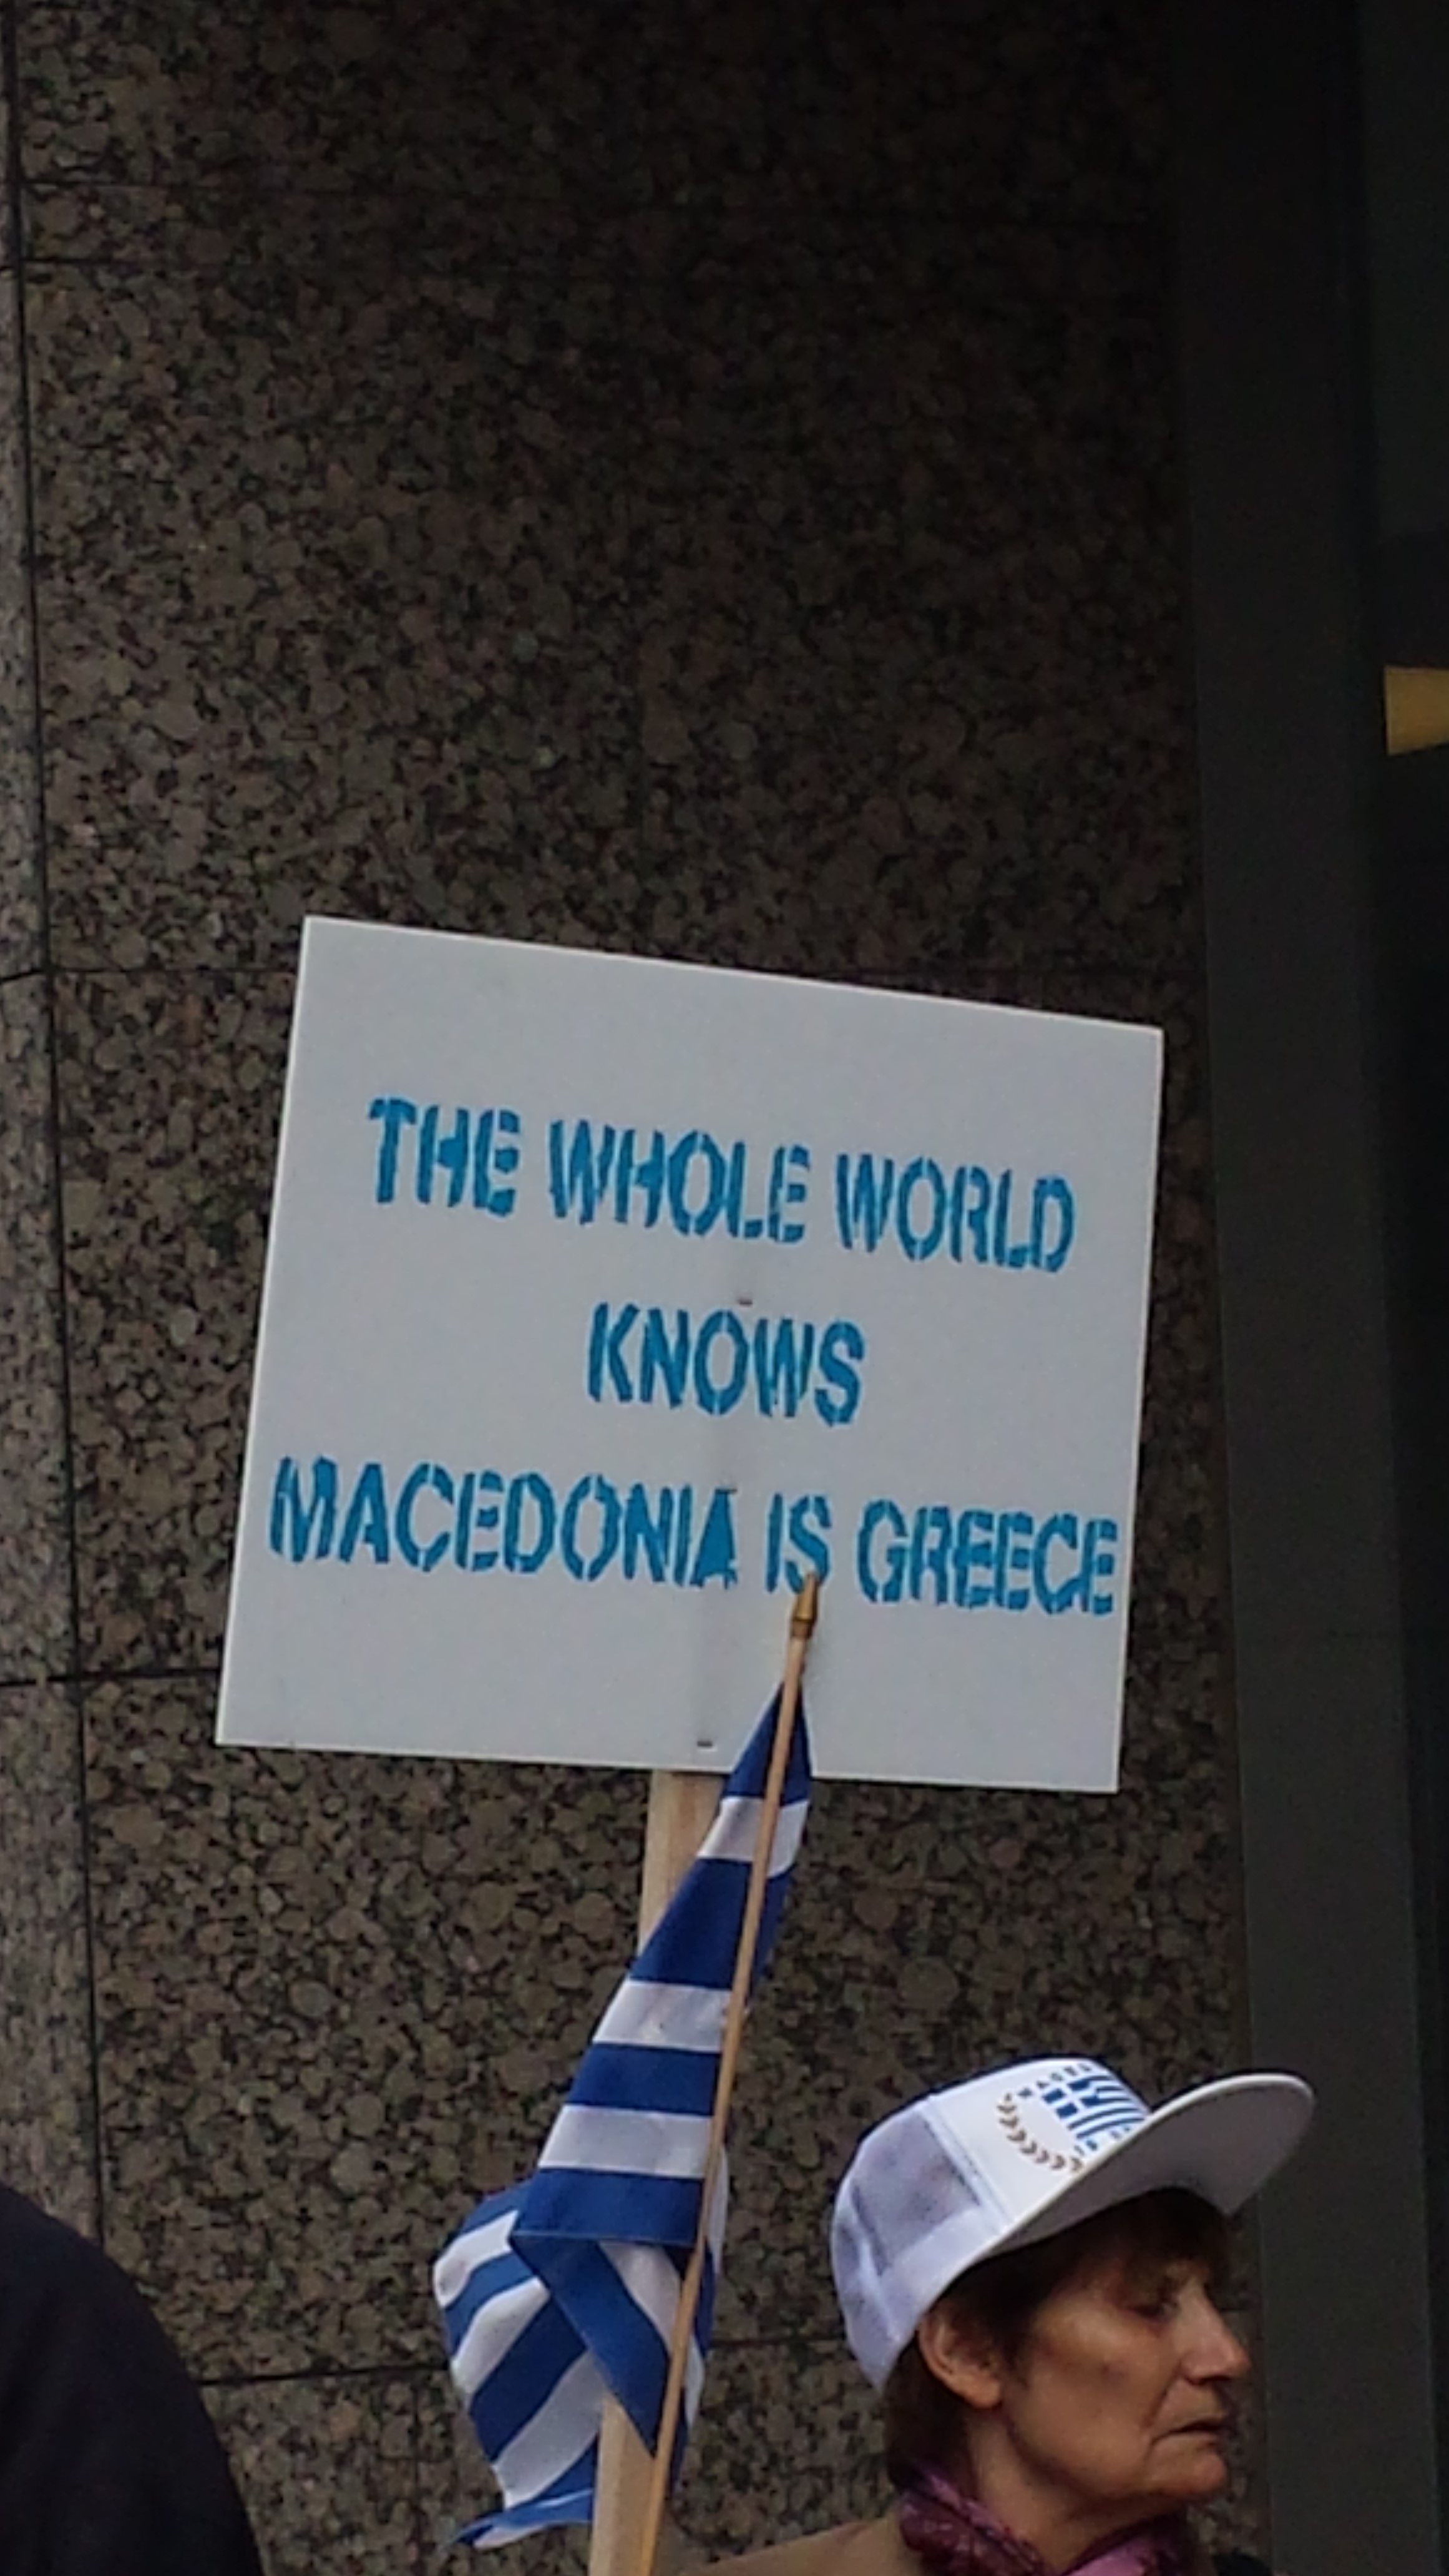 THE WHOLE WORLD
KNOWS
MACEDONIA IS GREECE